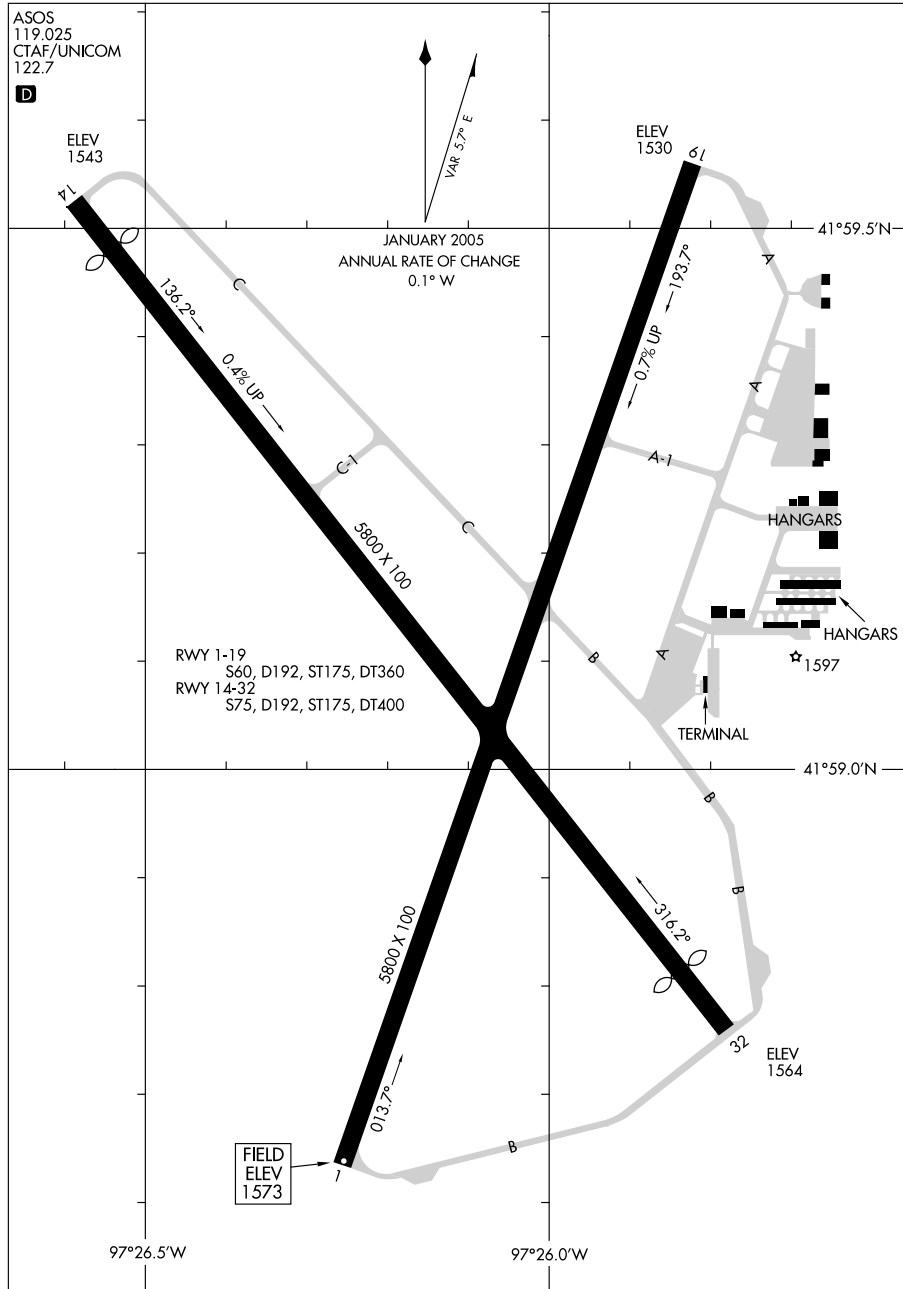 ASOS
119.025
CTAF/UNICOM
122.7
D
ELEV
1543
14
VAR 5.7° E
JANUARY 2005
ANNUAL RATE OF CHANGE
0.1° W
ELEV
1530
19
41°59.5'N
136.2°
0.4% UP
C
193.7°
0.7% UP
A
A
C-1
A-1
C
5800 X 100
HANGARS
HANGARS
RWY 1-19
S60, D192, ST175, DT360
RWY 14-32
S75, D192, ST175, DT400
B
A
1597
TERMINAL
41°59.0'N
B
B
316.2°
5800 X 100
32
ELEV
1564
013.7°
B
FIELD
ELEV
1573
1
97°26.5'W
97°26.0'W